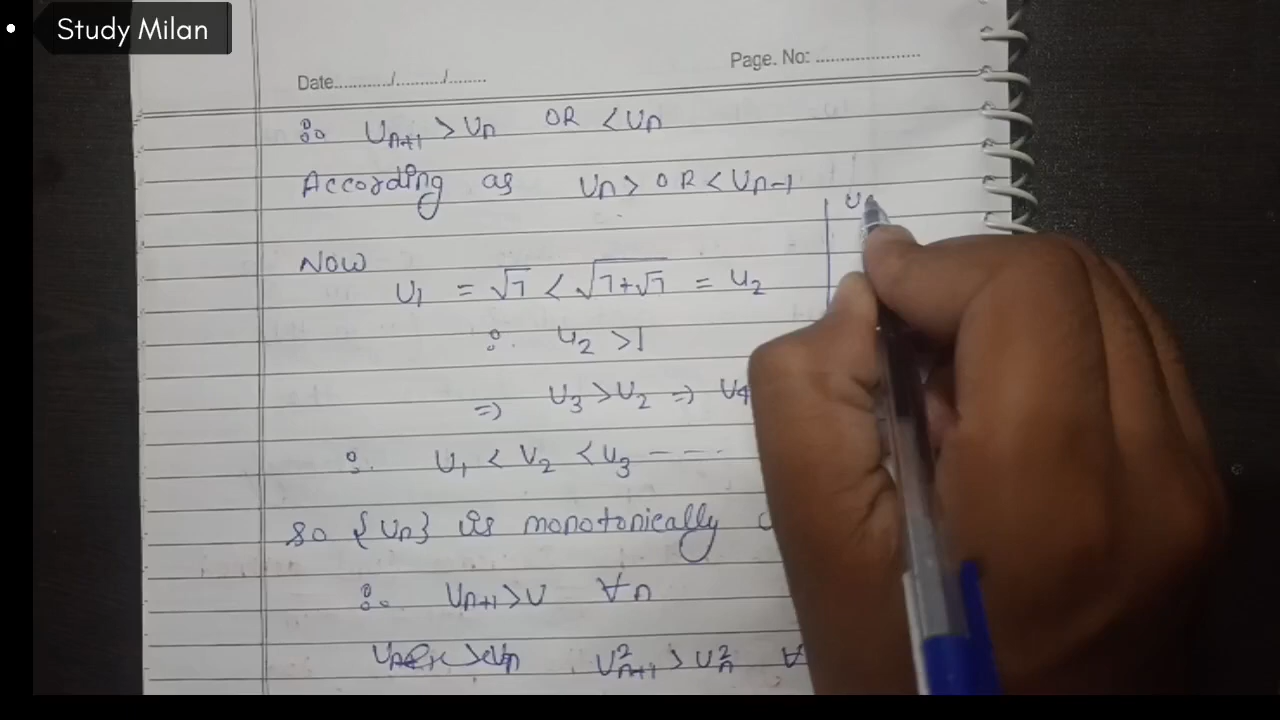 Study Milan
Date........../........../........
Page. No: ......................
∴ Un+1 > Un OR < Un
According as Un > OR < Un-1
U
Now
U1 = √7 < √7+√7 = U2
∴ U2 > 1
=> U3 > U2 => U4
∴ U1 < U2 < U3 ----
So {Un} is monotonically
∴ Un+1 > U ∀n
U²n+1 > U²n ∀